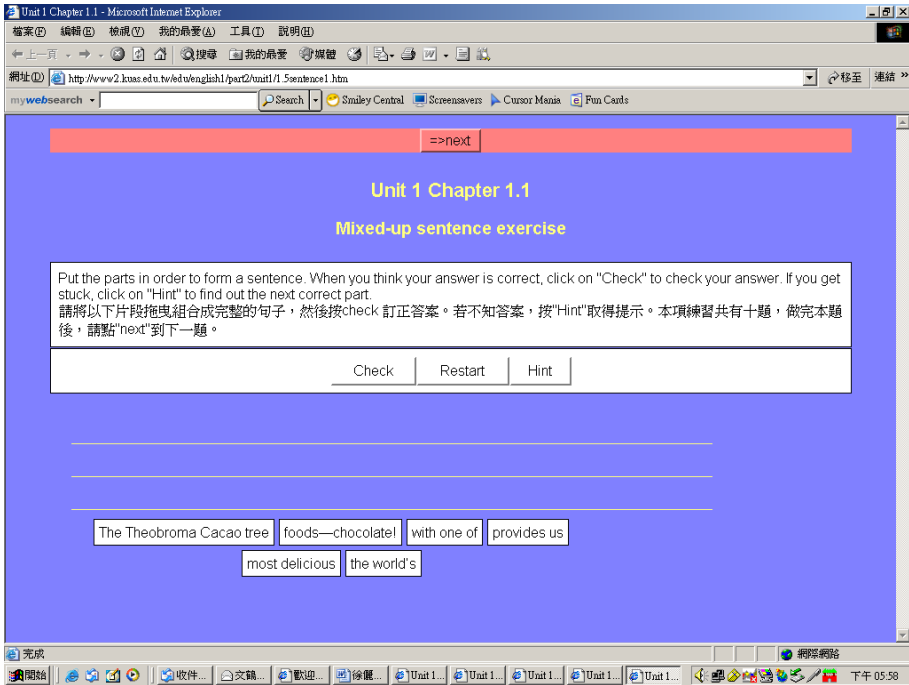 Unit 1 Chapter 1.1 - Microsoft Internet Explorer
檔案(F) 編輯(E) 檢視(V) 我的最愛(A) 工具(T) 說明(H)
上一頁 搜尋 我的最愛 媒體
網址(D) http://www2.kuas.edu.tw/edu/english1/part2/unit1/1.5sentence1.htm 移至 連結 »
mywebsearch Search Smiley Central Screensavers Cursor Mania Fun Cards
=>next
Unit 1 Chapter 1.1
Mixed-up sentence exercise
Put the parts in order to form a sentence. When you think your answer is correct, click on "Check" to check your answer. If you get
stuck, click on "Hint" to find out the next correct part.
請將以下片段拖曳組合成完整的句子，然後按check 訂正答案。若不知答案，按"Hint"取得提示。本項練習共有十題，做完本題
後，請點"next"到下一題。
Check Restart Hint
The Theobroma Cacao tree foods—chocolate! with one of provides us
most delicious the world's
完成 網際網路
開始 收件... 文鶴... 歡迎... Unit 1... Unit 1... Unit 1... Unit 1... Unit 1... 下午 05:58